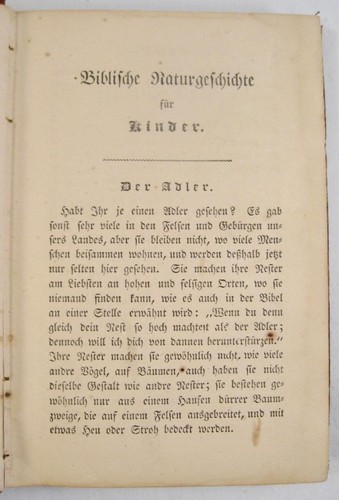 Biblische Naturgeschichte
für
Kinder.
Der Adler.
Habt Ihr je einen Adler gesehen? Es gab
sonst sehr viele in den Felsen und Gebürgen un-
sers Landes, aber sie bleiben nicht, wo viele Men-
schen beisammen wohnen, und werden deßhalb jetzt
nur selten hier gesehen. Sie machen ihre Nester
am Liebsten an hohen und felsigen Orten, wo sie
niemand finden kann, wie es auch in der Bibel
an einer Stelle erwähnt wird: „Wenn du denn
gleich dein Nest so hoch machten als der Adler;
dennoch will ich dich von dannen herunterstürzen.“
Ihre Nester machen sie gewöhnlich nicht, wie viele
andre Vögel, auf Bäumen, auch haben sie nicht
dieselbe Gestalt wie andre Nester; sie bestehen ge-
wöhnlich nur aus einem Haufen dürrer Baum-
zweige, die auf einem Felsen ausgebreitet, und mit
etwas Heu oder Stroh bedeckt werden.